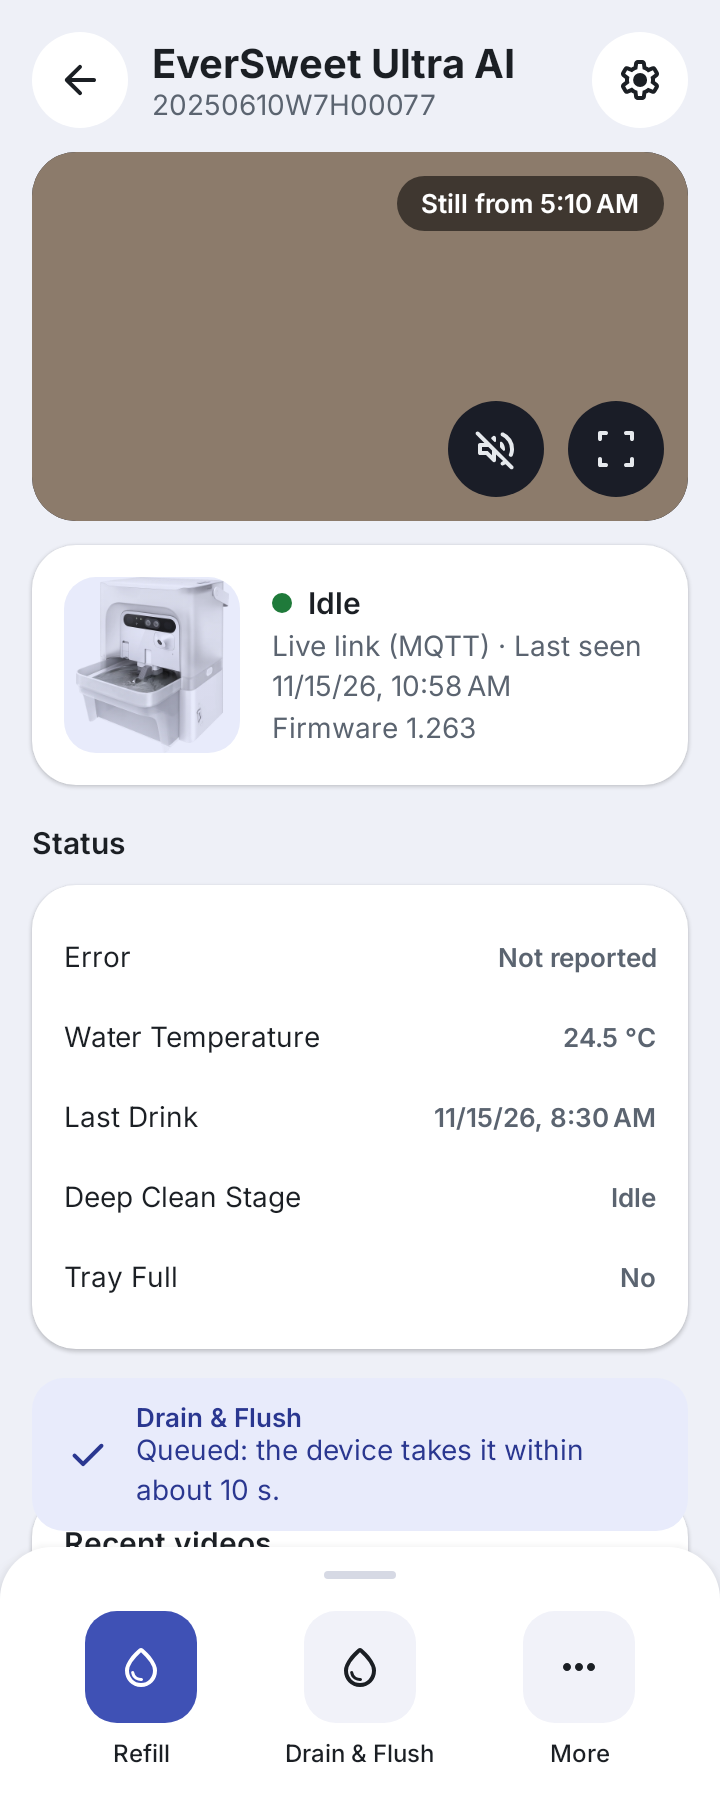 EverSweet Ultra AI
20250610W7H00077
Still from 5:10 AM
Idle
Live link (MQTT) · Last seen
11/15/26, 10:58 AM
Firmware 1.263
Status
Error Not reported
Water Temperature 24.5 °C
Last Drink 11/15/26, 8:30 AM
Deep Clean Stage Idle
Tray Full No
Drain & Flush
Queued: the device takes it within
about 10 s.
Recent videos
Refill Drain & Flush More